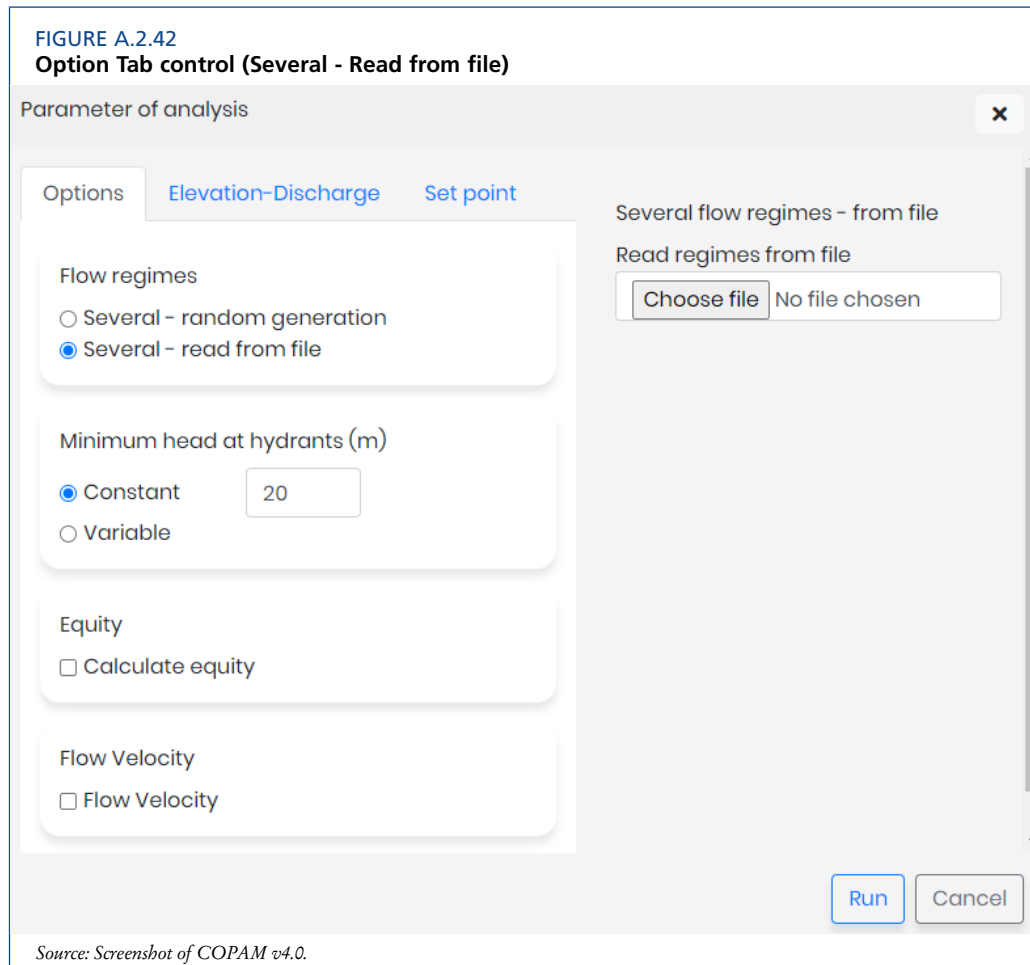 FIGURE A.2.42
Option Tab control (Several - Read from file)
Parameter of analysis
×
Options Elevation-Discharge Set point
Flow regimes
Several - random generation
Several - read from file
Minimum head at hydrants (m)
Constant 20
Variable
Equity
Calculate equity
Flow Velocity
Flow Velocity
Several flow regimes - from file
Read regimes from file
Choose file No file chosen
Run Cancel
Source: Screenshot of COPAM v4.0.